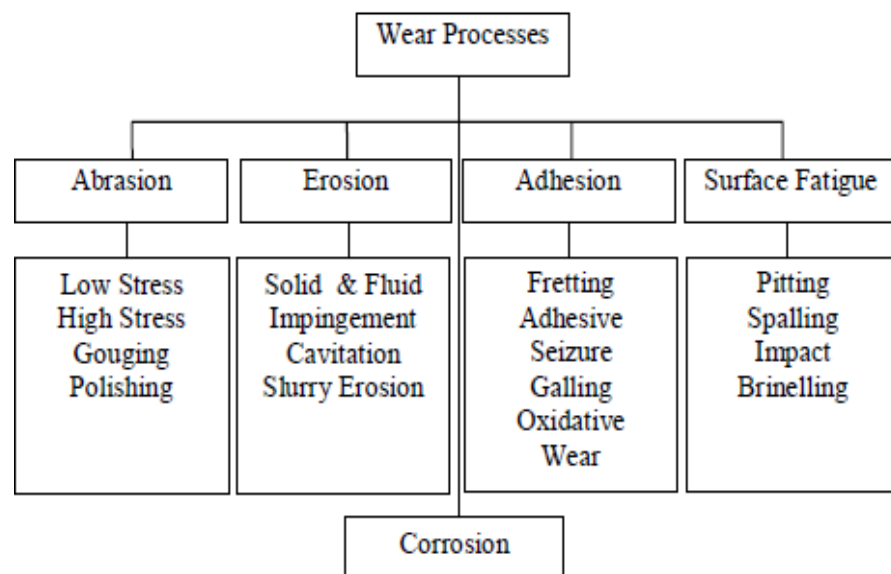 Wear Processes
Abrasion
Erosion
Adhesion
Surface Fatigue
Low Stress
High Stress
Gouging
Polishing
Solid & Fluid
Impingement
Cavitation
Slurry Erosion
Fretting
Adhesive
Seizure
Galling
Oxidative
Wear
Pitting
Spalling
Impact
Brinelling
Corrosion